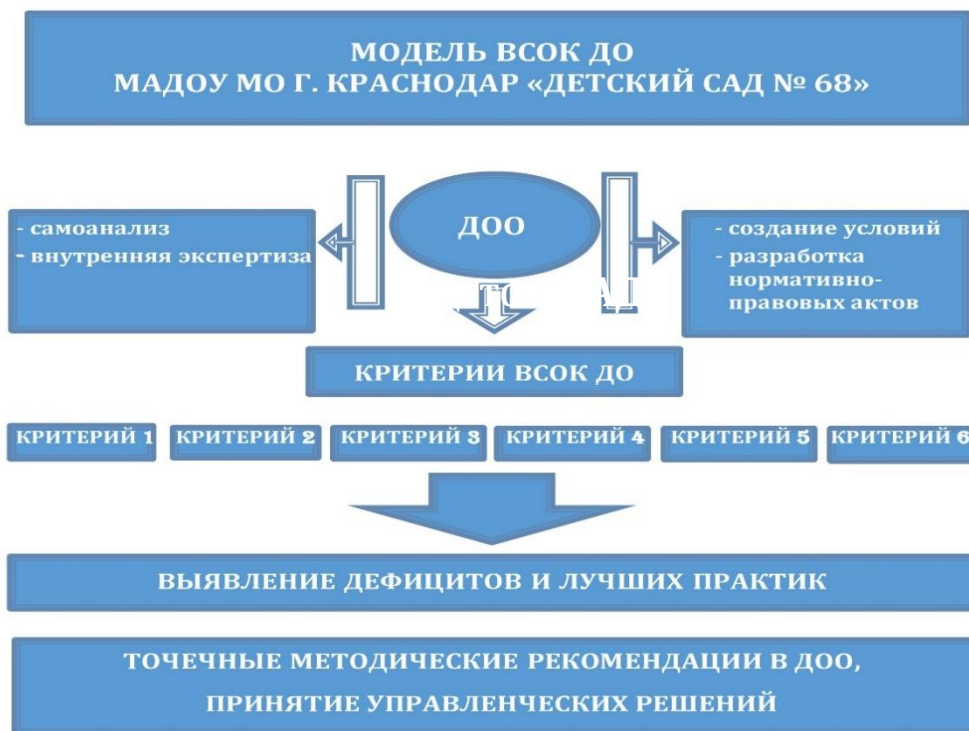 МОДЕЛЬ ВСОК ДО
МАДОУ МО Г. КРАСНОДАР «ДЕТСКИЙ САД № 68»
ДОО
- самоанализ
- внутренняя экспертиза
- создание условий
- разработка
нормативно-
правовых актов
КРИТЕРИИ ВСОК ДО
КРИТЕРИЙ 1
КРИТЕРИЙ 2
КРИТЕРИЙ 3
КРИТЕРИЙ 4
КРИТЕРИЙ 5
КРИТЕРИЙ 6
ВЫЯВЛЕНИЕ ДЕФИЦИТОВ И ЛУЧШИХ ПРАКТИК
ТОЧЕЧНЫЕ МЕТОДИЧЕСКИЕ РЕКОМЕНДАЦИИ В ДОО,
ПРИНЯТИЕ УПРАВЛЕНЧЕСКИХ РЕШЕНИЙ